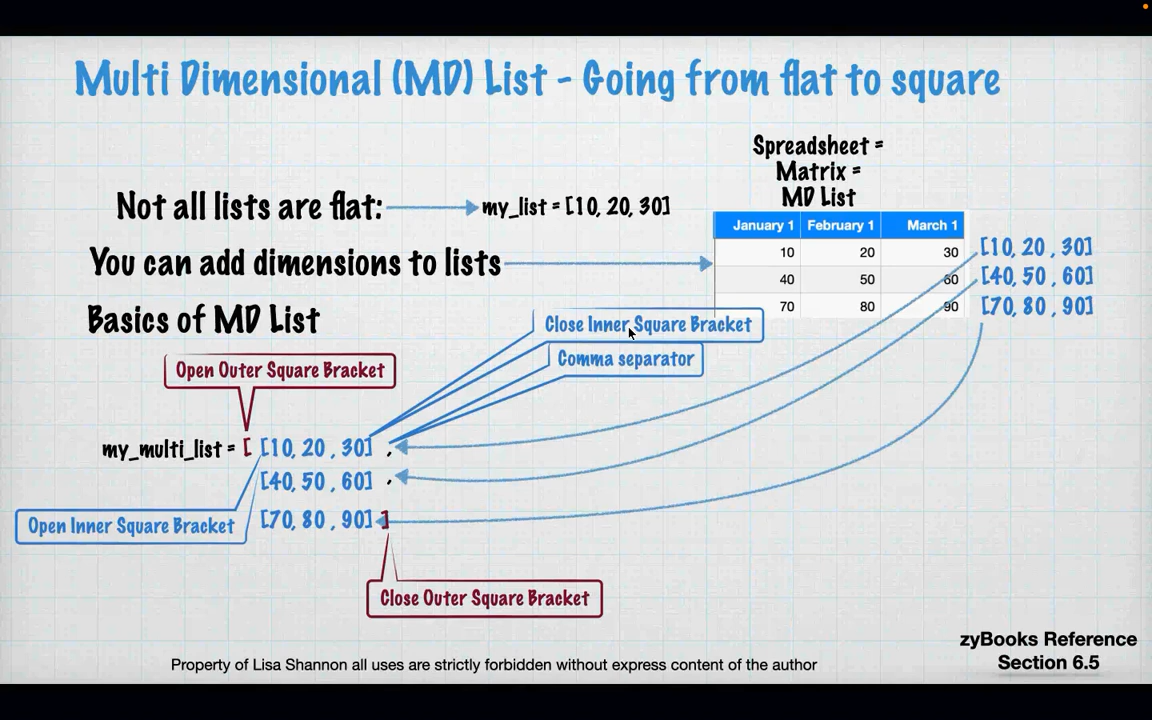 Multi Dimensional (MD) List - Going from flat to square
Spreadsheet =
Matrix =
MD List
Not all lists are flat:
my_list = [10, 20, 30]
You can add dimensions to lists
January 1 February 1 March 1
10 20 30
40 50 60
70 80 90
[10, 20 , 30]
[40, 50 , 60]
[70, 80 , 90]
Basics of MD List
Close Inner Square Bracket
Comma separator
Open Outer Square Bracket
my_multi_list = [ [10, 20 , 30] ,
[40, 50 , 60] ,
[70, 80 , 90] ]
Open Inner Square Bracket
Close Outer Square Bracket
zyBooks Reference
Section 6.5
Property of Lisa Shannon all uses are strictly forbidden without express content of the author